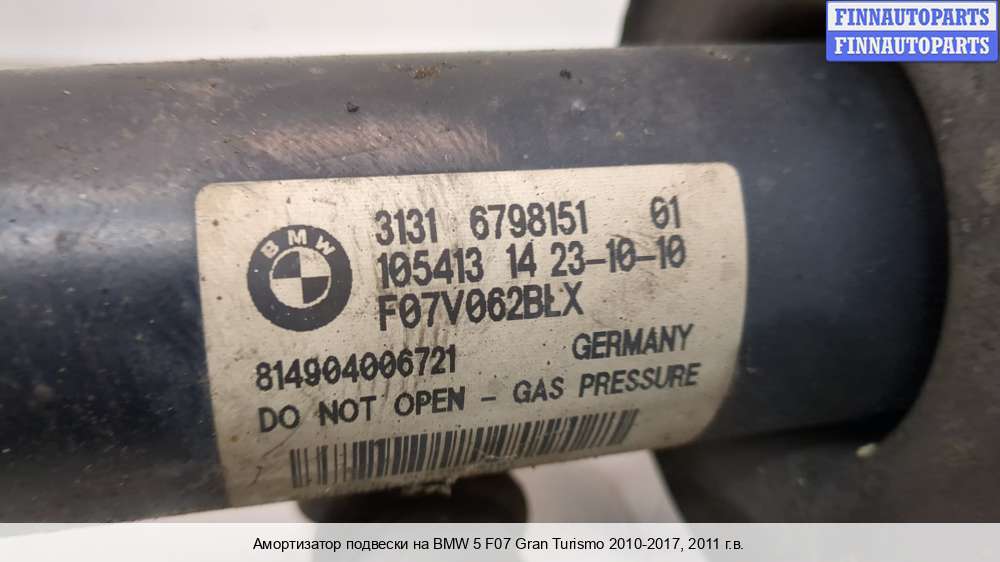 FINNAUTOPARTS
FINNAUTOPARTS
BMW
3131 6798151 01
105413 14 23-10-10
F07V062BLX
814904006721 GERMANY
DO NOT OPEN - GAS PRESSURE
Амортизатор подвески на BMW 5 F07 Gran Turismo 2010-2017, 2011 г.в.